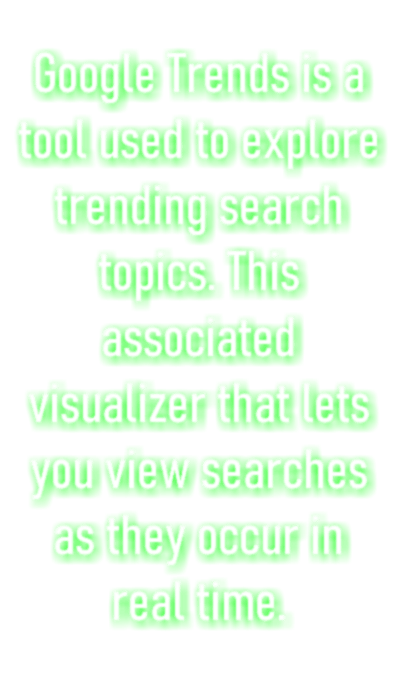 Google Trends is a
tool used to explore
trending search
topics. This
associated
visualizer that lets
you view searches
as they occur in
real time.